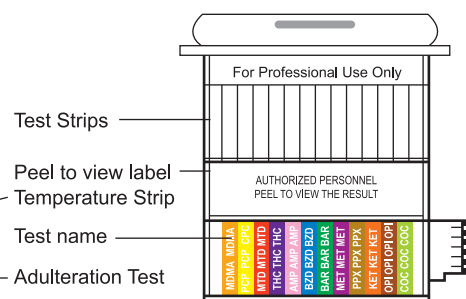 For Professional Use Only
Test Strips
Peel to view label
Temperature Strip
AUTHORIZED PERSONNEL
PEEL TO VIEW THE RESULT
Test name
Adulteration Test
MDMA MDMA
PCP PCP CPC
MTD MTD MTD
THC THC THC
AMP AMP AMP
BZD BZD BZD
BAR BAR BAR
MET MET MET
PPX PPX PPX
KET KET KET
OPI OPI OPI
COC COC COC